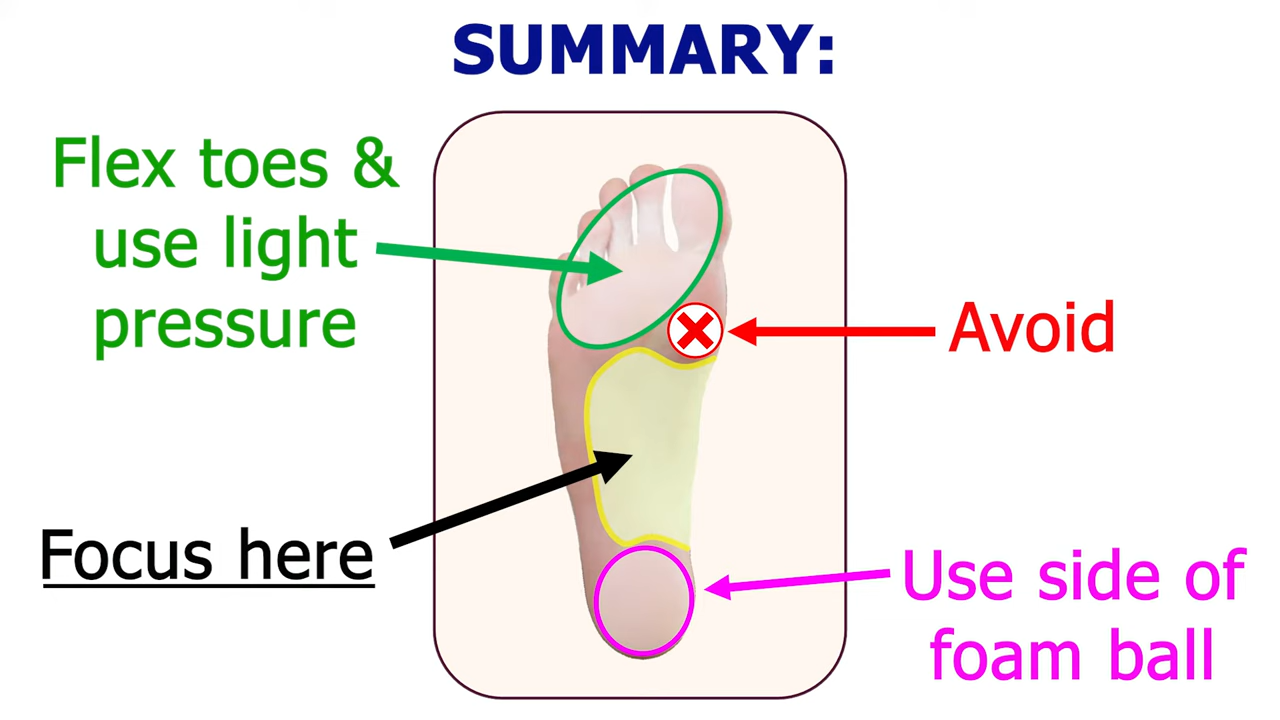 SUMMARY:
Flex toes &
use light
pressure
Avoid
Focus here
Use side of
foam ball